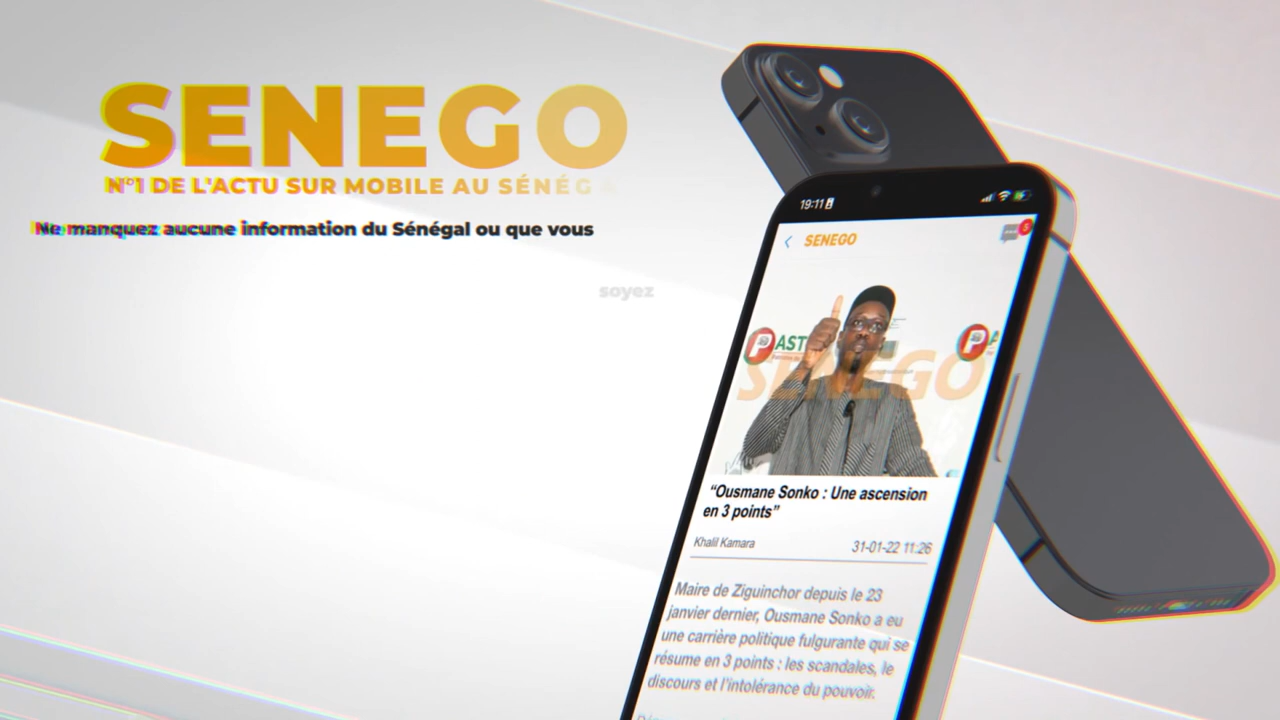 SENEGO
N°1 DE L'ACTU SUR MOBILE AU SÉNÉG
Ne manquez aucune information du Sénégal ou que vous
soyez
19:11
SENEGO
5
PAST
PA
SENEGO
“Ousmane Sonko : Une ascension
en 3 points”
Khalil Kamara
31-01-22 11:26
Maire de Ziguinchor depuis le 23
janvier dernier, Ousmane Sonko a eu
une carrière politique fulgurante qui se
résume en 3 points : les scandales, le
discours et l'intolérance du pouvoir.